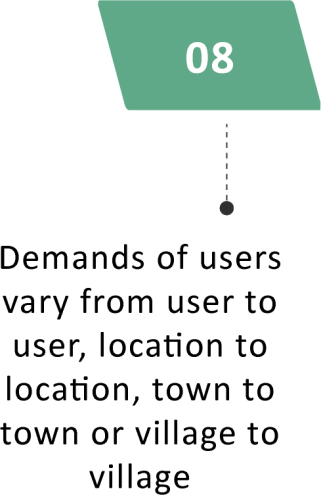 08
Demands of users
vary from user to
user, location to
location, town to
town or village to
village